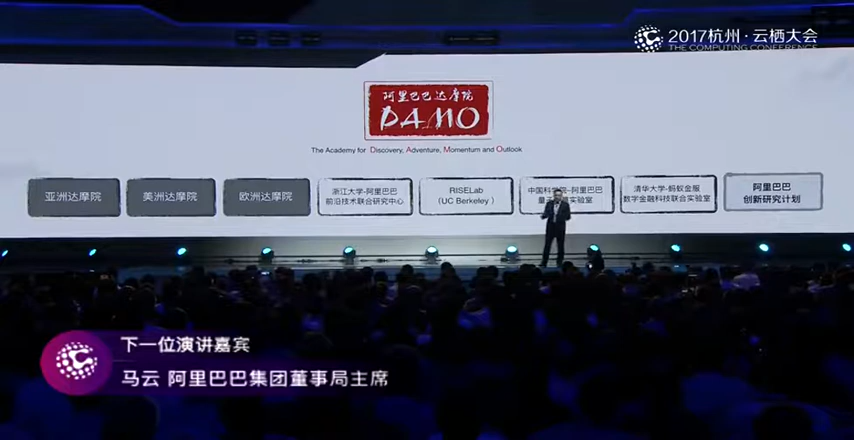 2017杭州·云栖大会
THE COMPUTING CONFERENCE
阿里巴巴达摩院
DAMO
The Academy for Discovery, Adventure, Momentum and Outlook
亚洲达摩院
美洲达摩院
欧洲达摩院
浙江大学-阿里巴巴
前沿技术联合研究中心
RISELab
(UC Berkeley)
中国科学院-阿里巴巴
量子 实验室
清华大学-蚂蚁金服
数字金融科技联合实验室
阿里巴巴
创新研究计划
下一位演讲嘉宾
马云 阿里巴巴集团董事局主席